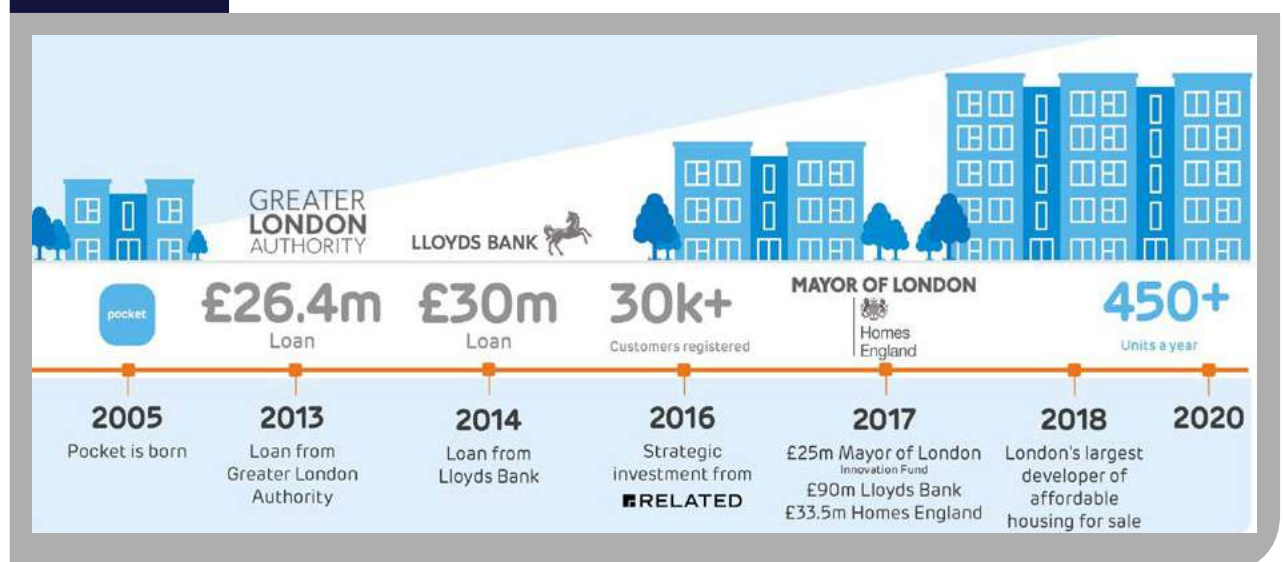 GREATER
LONDON
AUTHORITY
LLOYDS BANK
pocket
£26.4m
Loan
£30m
Loan
30k+
Customers registered
MAYOR OF LONDON
Homes
England
450+
Units a year
2005
Pocket is born
2013
Loan from
Greater London
Authority
2014
Loan from
Lloyds Bank
2016
Strategic
investment from
RELATED
2017
£25m Mayor of London
Innovation Fund
£90m Lloyds Bank
£33.5m Homes England
2018
London's largest
developer of
affordable
housing for sale
2020